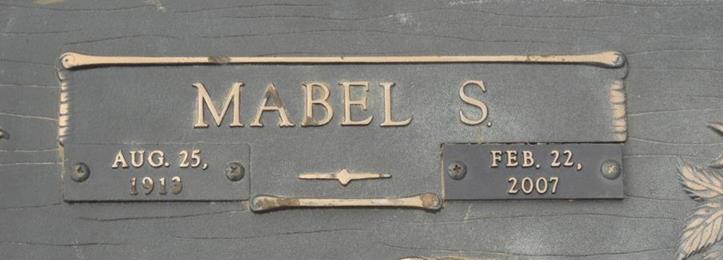 MABEL S.
AUG. 25,
1913
FEB. 22,
2007